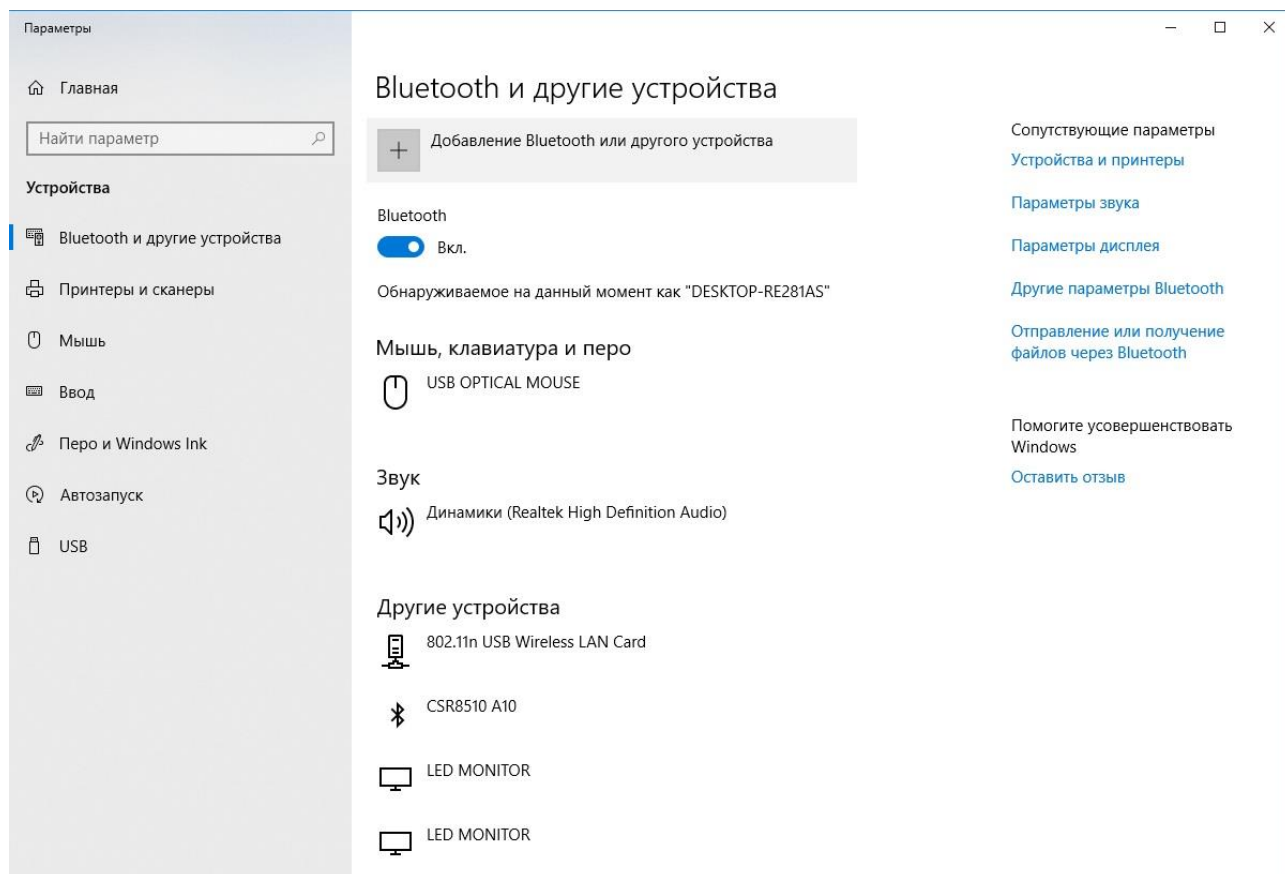 Параметры
Главная
Найти параметр
Устройства
Bluetooth и другие устройства
Принтеры и сканеры
Мышь
Ввод
Перо и Windows Ink
Автозапуск
USB
Bluetooth и другие устройства
Добавление Bluetooth или другого устройства
Bluetooth
Вкл.
Обнаруживаемое на данный момент как "DESKTOP-RE281AS"
Мышь, клавиатура и перо
USB OPTICAL MOUSE
Звук
Динамики (Realtek High Definition Audio)
Другие устройства
802.11n USB Wireless LAN Card
CSR8510 A10
LED MONITOR
LED MONITOR
Сопутствующие параметры
Устройства и принтеры
Параметры звука
Параметры дисплея
Другие параметры Bluetooth
Отправление или получение
файлов через Bluetooth
Помогите усовершенствовать
Windows
Оставить отзыв